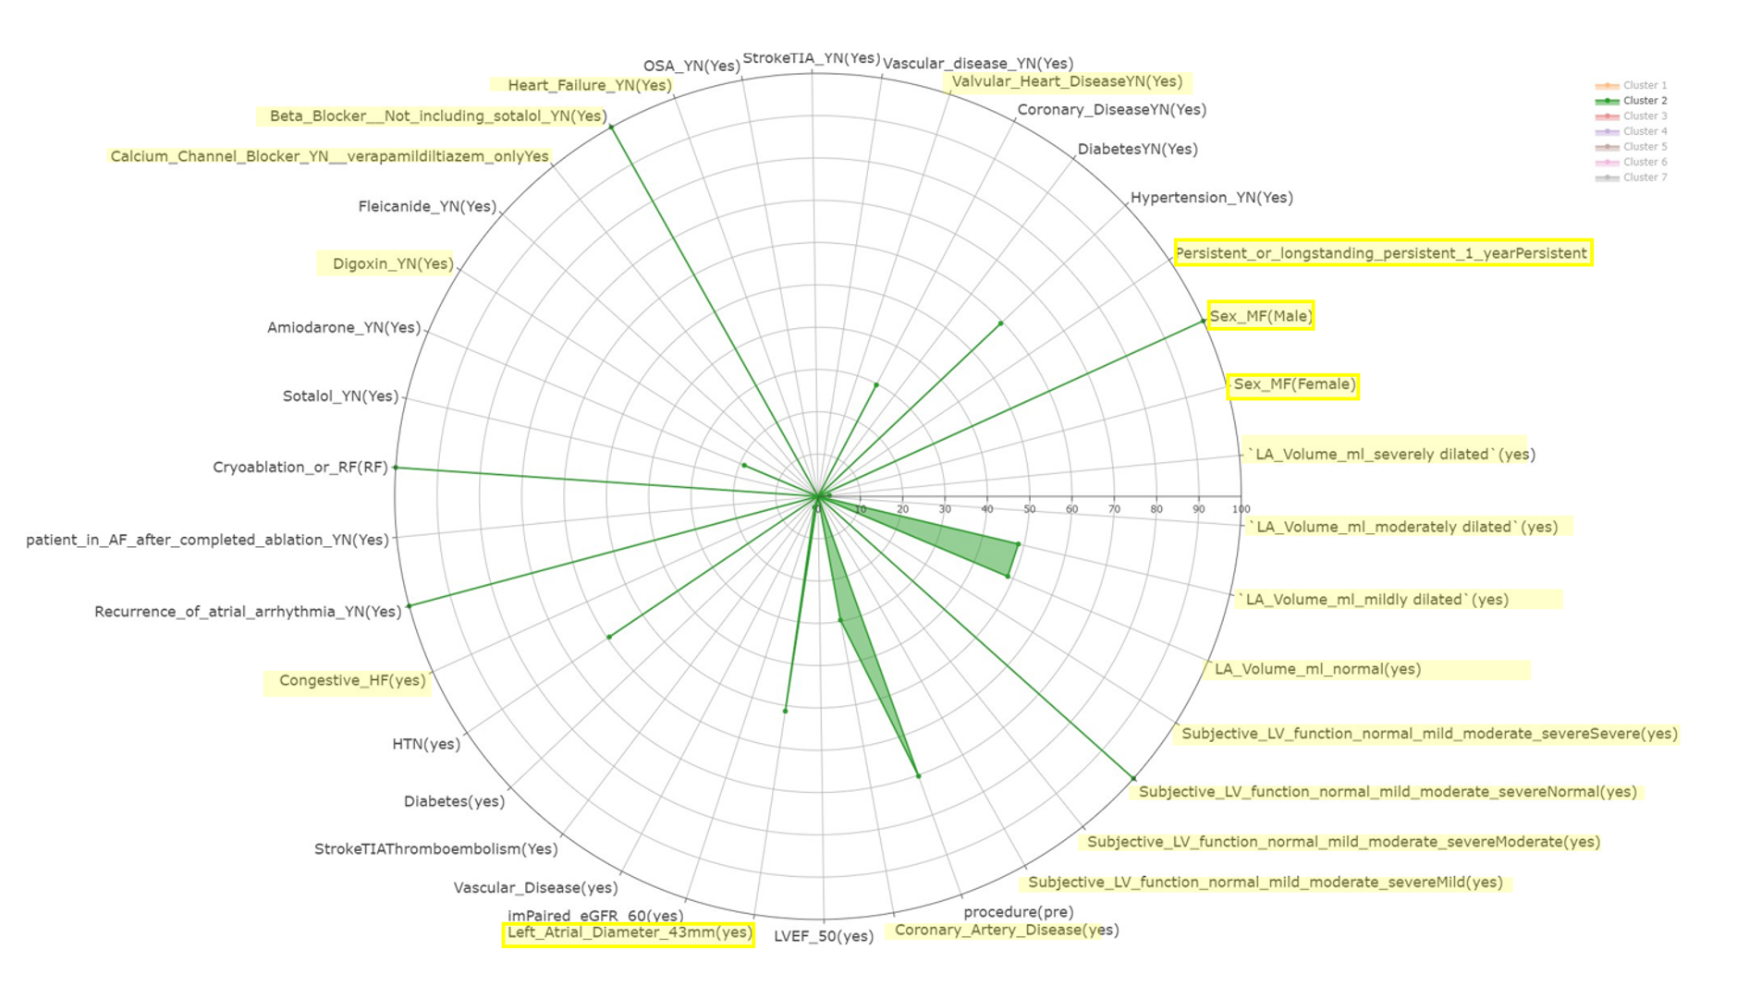 StrokeTIA_YN(Yes)
Vascular_disease_YN(Yes)
OSA_YN(Yes)
Valvular_Heart_DiseaseYN(Yes)
Heart_Failure_YN(Yes)
Coronary_DiseaseYN(Yes)
Beta_Blocker__Not_including_sotalol_YN(Yes)
DiabetesYN(Yes)
Calcium_Channel_Blocker_YN__verapamildiltiazem_onlyYes
Hypertension_YN(Yes)
Fleicanide_YN(Yes)
Persistent_or_longstanding_persistent_1_yearPersistent
Digoxin_YN(Yes)
Sex_MF(Male)
Amiodarone_YN(Yes)
Sex_MF(Female)
Sotalol_YN(Yes)
`LA_Volume_ml_severely dilated`(yes)
Cryoablation_or_RF(RF)
0 10 20 30 40 50 60 70 80 90 100
`LA_Volume_ml_moderately dilated`(yes)
patient_in_AF_after_completed_ablation_YN(Yes)
`LA_Volume_ml_mildly dilated`(yes)
Recurrence_of_atrial_arrhythmia_YN(Yes)
LA_Volume_ml_normal(yes)
Congestive_HF(yes)
Subjective_LV_function_normal_mild_moderate_severeSevere(yes)
HTN(yes)
Subjective_LV_function_normal_mild_moderate_severeNormal(yes)
Diabetes(yes)
Subjective_LV_function_normal_mild_moderate_severeModerate(yes)
StrokeTIAThromboembolism(Yes)
Subjective_LV_function_normal_mild_moderate_severeMild(yes)
Vascular_Disease(yes)
procedure(pre)
imPaired_eGFR_60(yes)
Coronary_Artery_Disease(yes)
Left_Atrial_Diameter_43mm(yes)
LVEF_50(yes)
Cluster 1
Cluster 2
Cluster 3
Cluster 4
Cluster 5
Cluster 6
Cluster 7